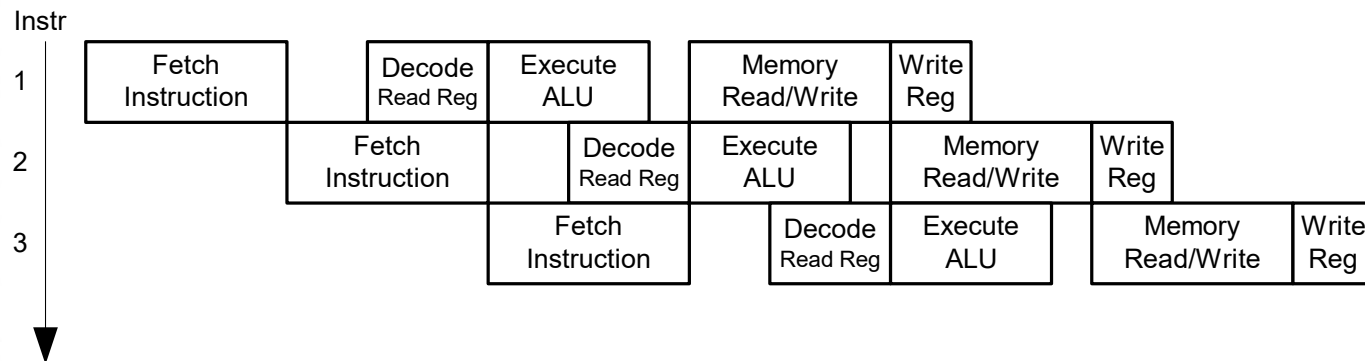 Instr
1
Fetch
Instruction
Decode
Read Reg
Execute
ALU
Memory
Read/Write
Write
Reg
2
Fetch
Instruction
Decode
Read Reg
Execute
ALU
Memory
Read/Write
Write
Reg
3
Fetch
Instruction
Decode
Read Reg
Execute
ALU
Memory
Read/Write
Write
Reg